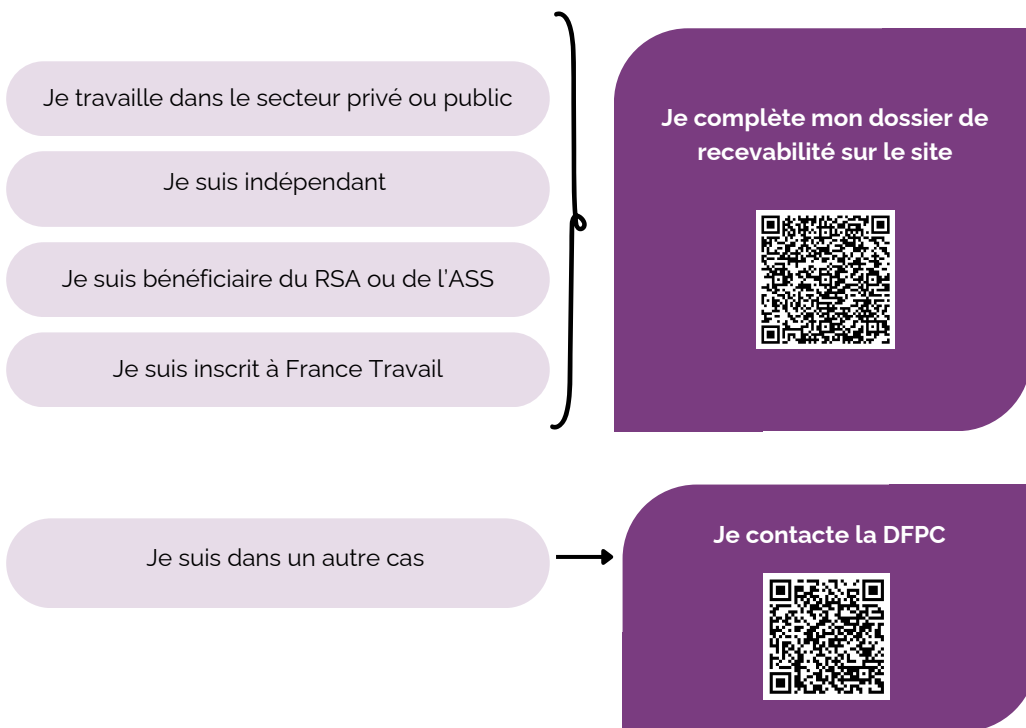 Je travaille dans le secteur privé ou public
Je suis indépendant
Je suis bénéficiaire du RSA ou de l'ASS
Je suis inscrit à France Travail
Je complète mon dossier de
recevabilité sur le site
Je suis dans un autre cas
Je contacte la DFPC